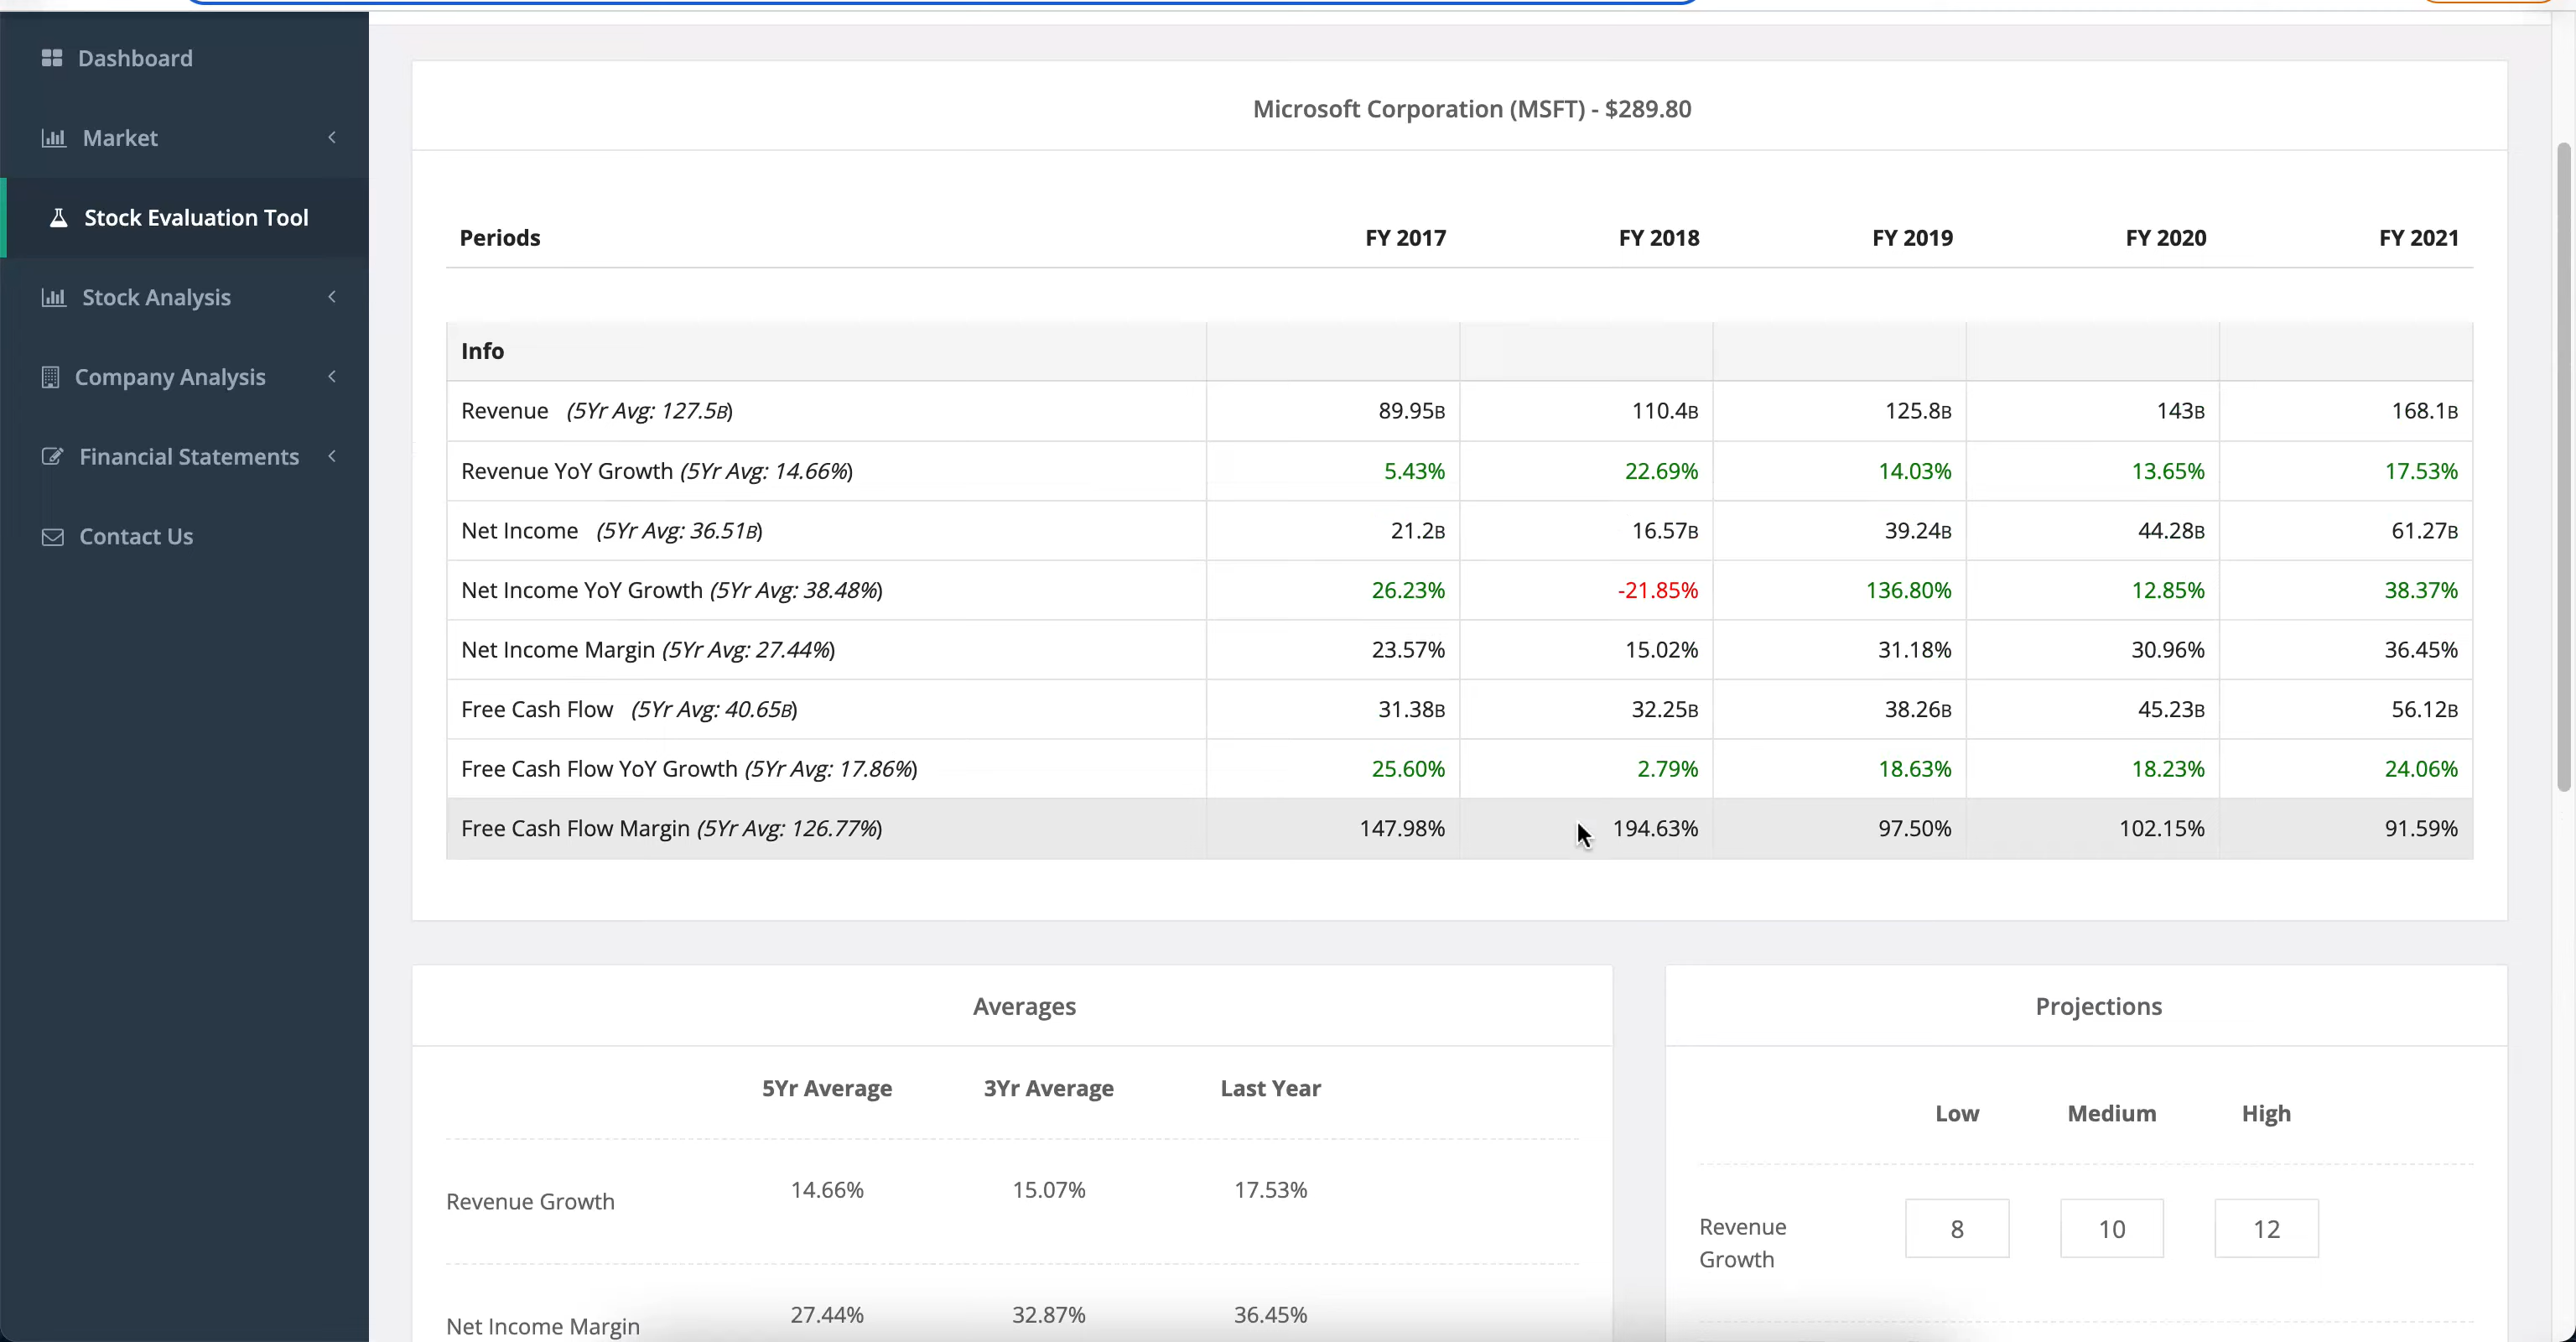 Dashboard
Market
Stock Evaluation Tool
Stock Analysis
Company Analysis
Financial Statements
Contact Us
Microsoft Corporation (MSFT) - $289.80
Periods FY 2017 FY 2018 FY 2019 FY 2020 FY 2021
Info
Revenue (5Yr Avg: 127.5B) 89.95B 110.4B 125.8B 143B 168.1B
Revenue YoY Growth (5Yr Avg: 14.66%) 5.43% 22.69% 14.03% 13.65% 17.53%
Net Income (5Yr Avg: 36.51B) 21.2B 16.57B 39.24B 44.28B 61.27B
Net Income YoY Growth (5Yr Avg: 38.48%) 26.23% -21.85% 136.80% 12.85% 38.37%
Net Income Margin (5Yr Avg: 27.44%) 23.57% 15.02% 31.18% 30.96% 36.45%
Free Cash Flow (5Yr Avg: 40.65B) 31.38B 32.25B 38.26B 45.23B 56.12B
Free Cash Flow YoY Growth (5Yr Avg: 17.86%) 25.60% 2.79% 18.63% 18.23% 24.06%
Free Cash Flow Margin (5Yr Avg: 126.77%) 147.98% 194.63% 97.50% 102.15% 91.59%
Averages
5Yr Average 3Yr Average Last Year
Revenue Growth 14.66% 15.07% 17.53%
Net Income Margin 27.44% 32.87% 36.45%
Projections
Low Medium High
Revenue
Growth 8 10 12